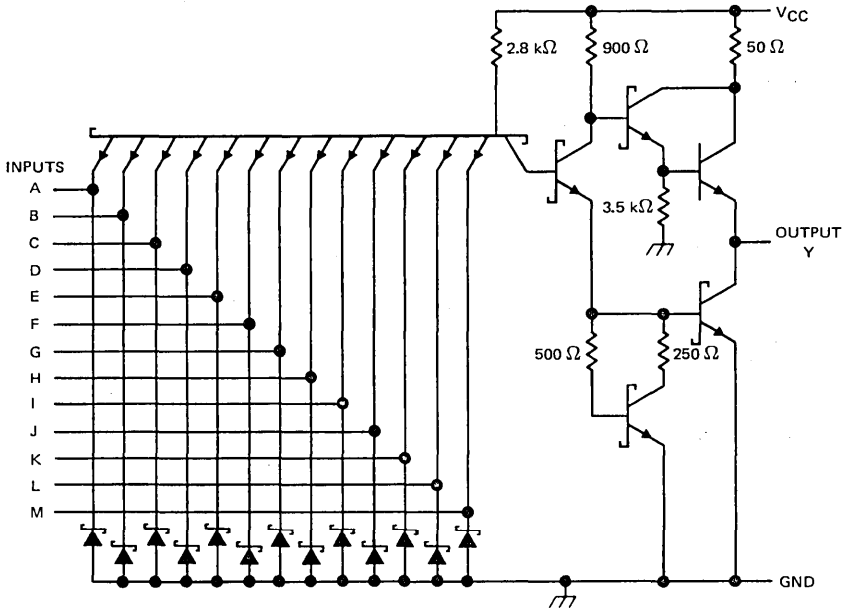 VCC
2.8 kΩ
900 Ω
50 Ω
INPUTS
A
B
C
D
E
F
G
H
I
J
K
L
M
3.5 kΩ
OUTPUT
Y
500 Ω
250 Ω
GND